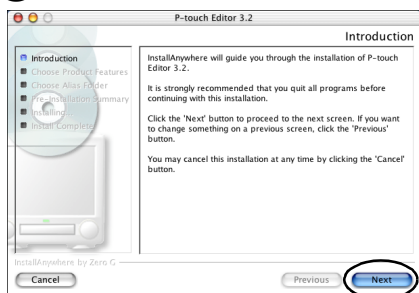 P-touch Editor 3.2
Introduction
Introduction
Choose Product Features
Choose Alias Folder
Pre-Installation Summary
Installing...
Install Complete
InstallAnywhere will guide you through the installation of P-touch
Editor 3.2.
It is strongly recommended that you quit all programs before
continuing with this installation.
Click the 'Next' button to proceed to the next screen. If you want
to change something on a previous screen, click the 'Previous'
button.
You may cancel this installation at any time by clicking the 'Cancel'
button.
InstallAnywhere by Zero G
Cancel
Previous
Next